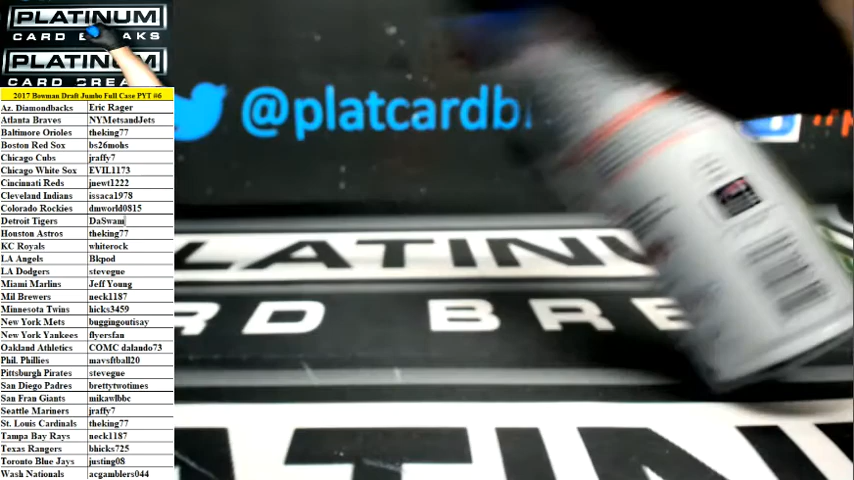 PLATINUM
CARD B AKS
PLATINUM
CARD BREAKS
2017 Bowman Draft Jumbo Full Case PYT #6
Az. Diamondbacks Eric Rager
Atlanta Braves NYMetsandJets
Baltimore Orioles theking77
Boston Red Sox bs26mohs
Chicago Cubs jraffy7
Chicago White Sox EVIL1173
Cincinnati Reds jnewt1222
Cleveland Indians issaca1978
Colorado Rockies dmworld0815
Detroit Tigers DaSwami
Houston Astros theking77
KC Royals whiterock
LA Angels Bkpod
LA Dodgers stevegue
Miami Marlins Jeff Young
Mil Brewers neck1187
Minnesota Twins hicks3459
New York Mets buggingoutisay
New York Yankees flyersfan
Oakland Athletics COMC dalando73
Phil. Phillies mavsftball20
Pittsburgh Pirates stevegue
San Diego Padres brettytwotimes
San Fran Giants mikawlbbc
Seattle Mariners jraffy7
St. Louis Cardinals theking77
Tampa Bay Rays neck1187
Texas Rangers bhicks725
Toronto Blue Jays justing08
Wash Nationals acgamblers044
@platcardb
LATIN
RD BRE
ATIN